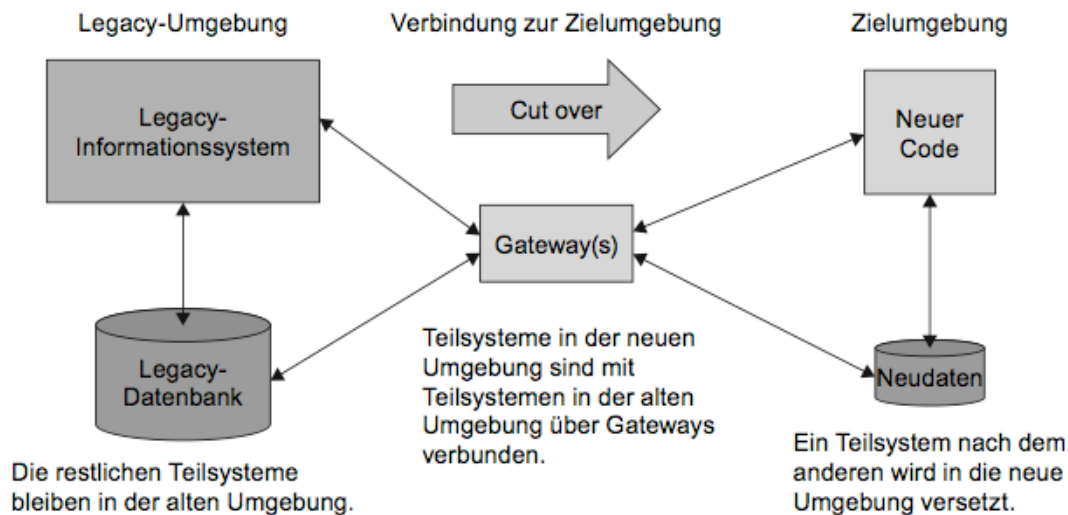 Legacy-Umgebung
Verbindung zur Zielumgebung
Zielumgebung
Legacy-
Informationssystem
Cut over
Neuer
Code
Gateway(s)
Legacy-
Datenbank
Teilsysteme in der neuen
Umgebung sind mit
Teilsystemen in der alten
Umgebung über Gateways
verbunden.
Neudaten
Die restlichen Teilsysteme
bleiben in der alten Umgebung.
Ein Teilsystem nach dem
anderen wird in die neue
Umgebung versetzt.